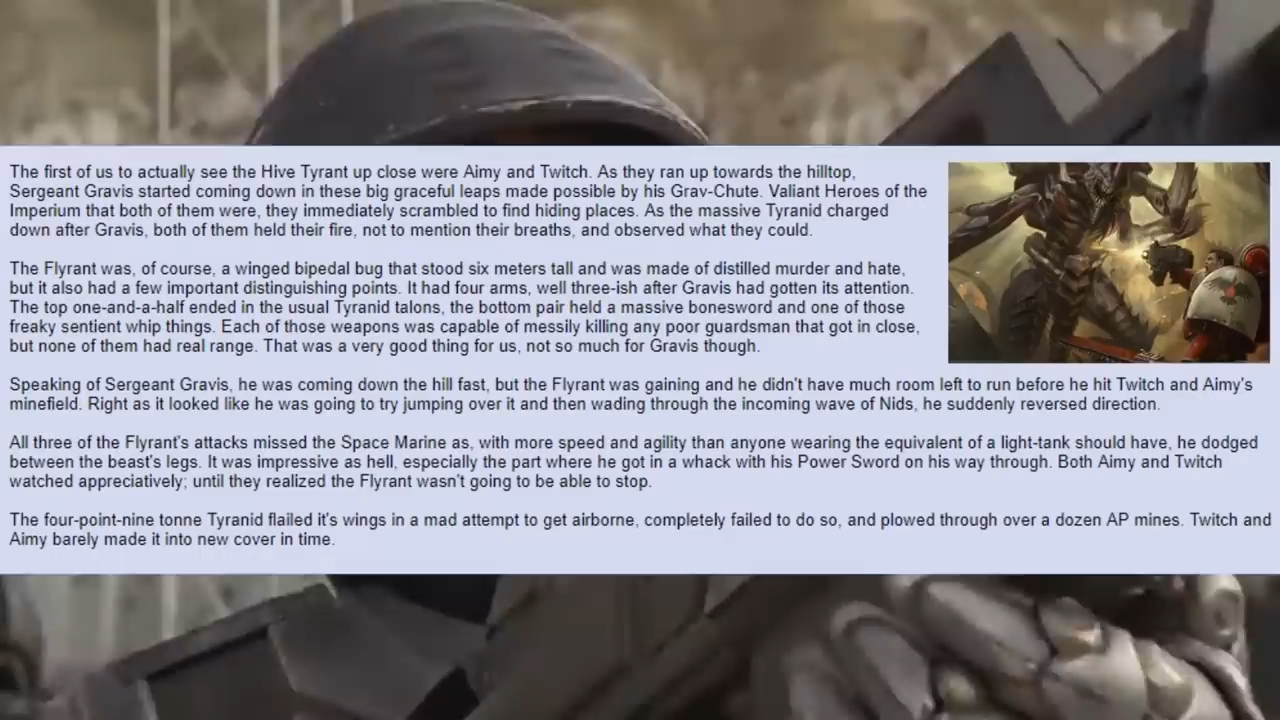 The first of us to actually see the Hive Tyrant up close were Aimy and Twitch. As they ran up towards the hilltop,
Sergeant Gravis started coming down in these big graceful leaps made possible by his Grav-Chute. Valiant Heroes of the
Imperium that both of them were, they immediately scrambled to find hiding places. As the massive Tyranid charged
down after Gravis, both of them held their fire, not to mention their breaths, and observed what they could.
The Flyrant was, of course, a winged bipedal bug that stood six meters tall and was made of distilled murder and hate,
but it also had a few important distinguishing points. It had four arms, well three-ish after Gravis had gotten its attention.
The top one-and-a-half ended in the usual Tyranid talons, the bottom pair held a massive bonesword and one of those
freaky sentient whip things. Each of those weapons was capable of messily killing any poor guardsman that got in close,
but none of them had real range. That was a very good thing for us, not so much for Gravis though.
Speaking of Sergeant Gravis, he was coming down the hill fast, but the Flyrant was gaining and he didn't have much room left to run before he hit Twitch and Aimy's
minefield. Right as it looked like he was going to try jumping over it and then wading through the incoming wave of Nids, he suddenly reversed direction.
All three of the Flyrant's attacks missed the Space Marine as, with more speed and agility than anyone wearing the equivalent of a light-tank should have, he dodged
between the beast's legs. It was impressive as hell, especially the part where he got in a whack with his Power Sword on his way through. Both Aimy and Twitch
watched appreciatively; until they realized the Flyrant wasn't going to be able to stop.
The four-point-nine tonne Tyranid flailed it's wings in a mad attempt to get airborne, completely failed to do so, and plowed through over a dozen AP mines. Twitch and
Aimy barely made it into new cover in time.